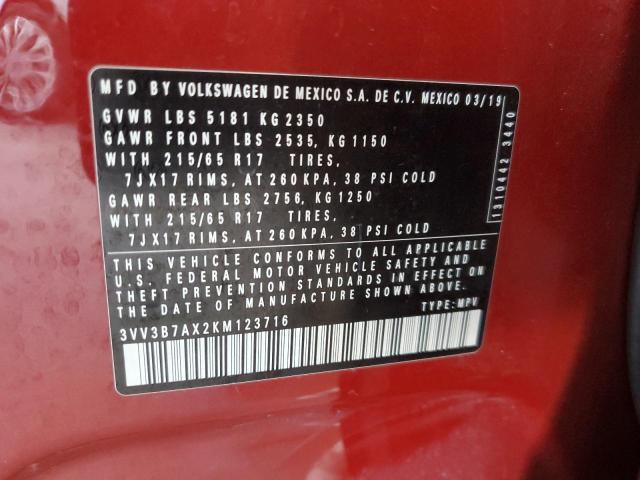 MFD BY VOLKSWAGEN DE MEXICO S.A. DE C.V. MEXICO 03/19
GVWR LBS 5181 KG 2350
GAWR FRONT LBS 2535, KG 1150
WITH 215/65 R17 TIRES,
7JX17 RIMS, AT 260 KPA, 38 PSI COLD
GAWR REAR LBS 2756, KG 1250
WITH 215/65 R17 TIRES,
7JX17 RIMS, AT 260 KPA, 38 PSI COLD
1310442 3440
THIS VEHICLE CONFORMS TO ALL APPLICABLE
U.S. FEDERAL MOTOR VEHICLE SAFETY AND
THEFT PREVENTION STANDARDS IN EFFECT ON
THE DATE OF MANUFACTURE SHOWN ABOVE.
3VV3B7AX2KM123716 TYPE: MPV